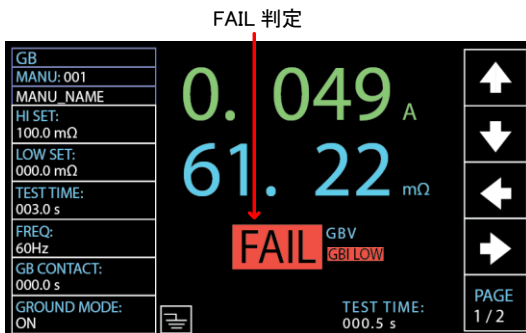 FAIL 判定
GB
MANU: 001
MANU_NAME
HI SET:
100.0 mΩ
LOW SET:
000.0 mΩ
TEST TIME:
003.0 s
FREQ:
60Hz
GB CONTACT:
000.0 s
GROUND MODE:
ON
0. 049 A
61. 22 mΩ
FAIL
GBV
GBI LOW
TEST TIME:
000.5 s
PAGE
1 / 2